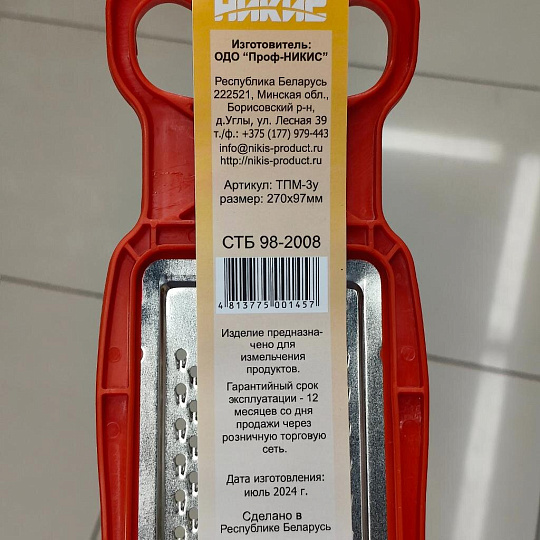 НИКИС
Изготовитель:
ОДО "Проф-НИКИС"
Республика Беларусь
222521, Минская обл.,
Борисовский р-н,
д.Углы, ул. Лесная 39
т./ф.: +375 (177) 979-443
info@nikis-product.ru
http://nikis-product.ru
Артикул: ТПМ-3у
размер: 270х97мм
СТБ 98-2008
4 813775 001457
Изделие предназна-
чено для
измельчения
продуктов.
Гарантийный срок
эксплуатации - 12
месяцев со дня
продажи через
розничную торговую
сеть.
Дата изготовления:
июль 2024 г.
Сделано в
Республике Беларусь